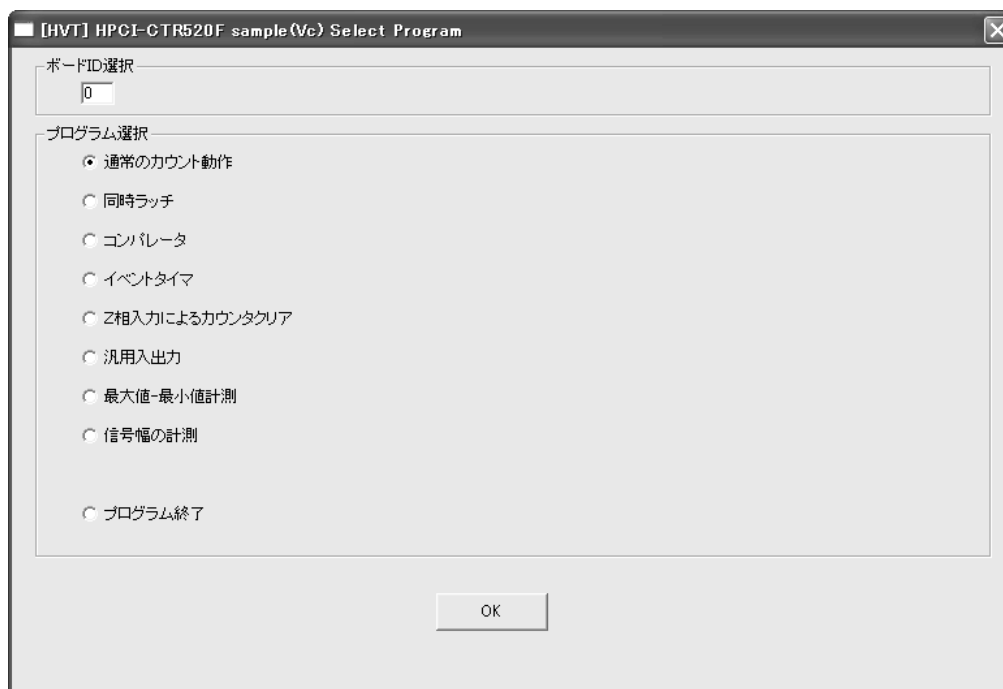 [HVT] HPCI-CTR520F sample(Vc) Select Program
ボードID選択
0
プログラム選択
通常のカウント動作
同時ラッチ
コンパレータ
イベントタイマ
Z相入力によるカウンタクリア
汎用入出力
最大値-最小値計測
信号幅の計測
プログラム終了
OK